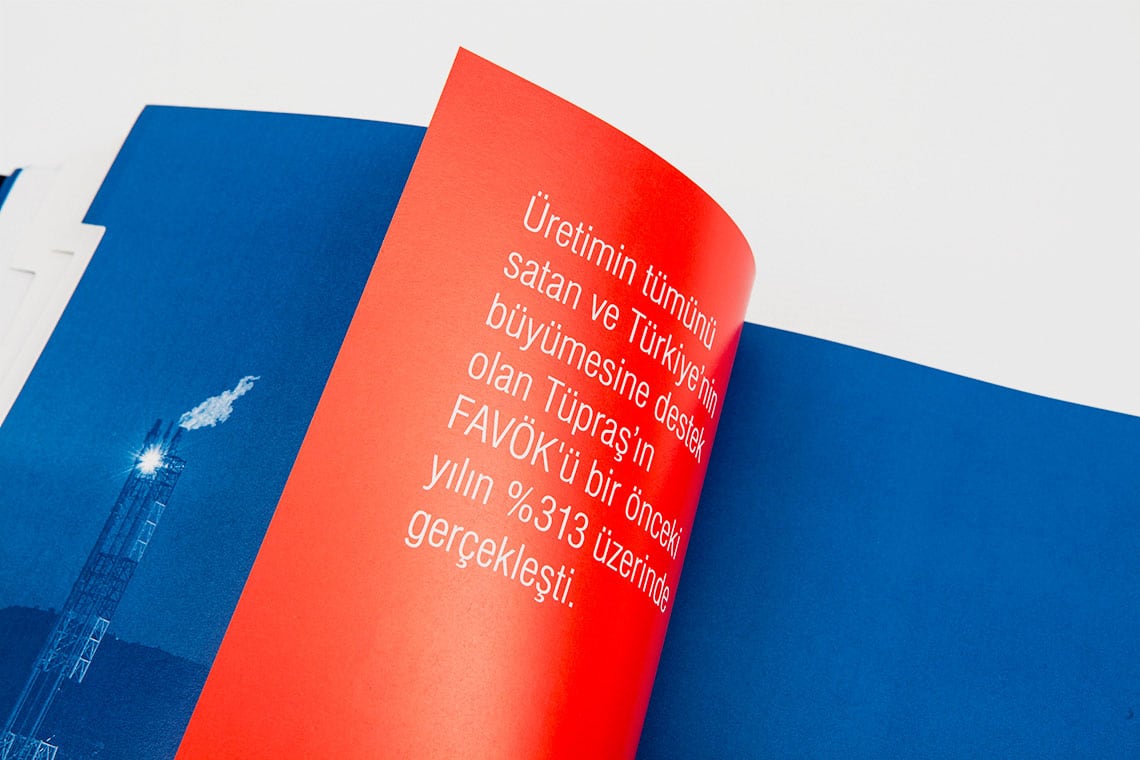 Üretimin tümünü
satan ve Türkiye'nin
büyümesine destek
olan Tüpraş'ın
FAVÖK'ü bir önceki
yılın %313 üzerinde
gerçekleşti.